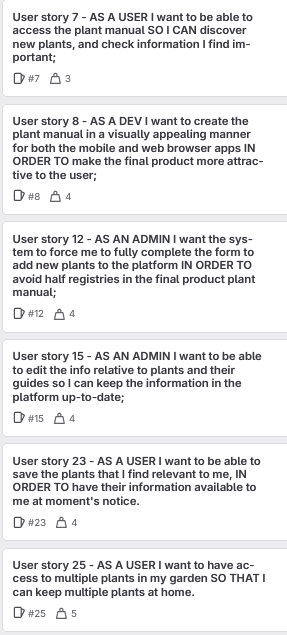 User story 7 - AS A USER I want to be able to
access the plant manual SO I CAN discover
new plants, and check information I find im-
portant;
#7 3
User story 8 - AS A DEV I want to create the
plant manual in a visually appealing manner
for both the mobile and web browser apps IN
ORDER TO make the final product more attrac-
tive to the user;
#8 4
User story 12 - AS AN ADMIN I want the sys-
tem to force me to fully complete the form to
add new plants to the platform IN ORDER TO
avoid half registries in the final product plant
manual;
#12 4
User story 15 - AS AN ADMIN I want to be able
to edit the info relative to plants and their
guides so I can keep the information in the
platform up-to-date;
#15 4
User story 23 - AS A USER I want to be able to
save the plants that I find relevant to me, IN
ORDER TO have their information available to
me at moment's notice.
#23 4
User story 25 - AS A USER I want to have ac-
cess to multiple plants in my garden SO THAT I
can keep multiple plants at home.
#25 5